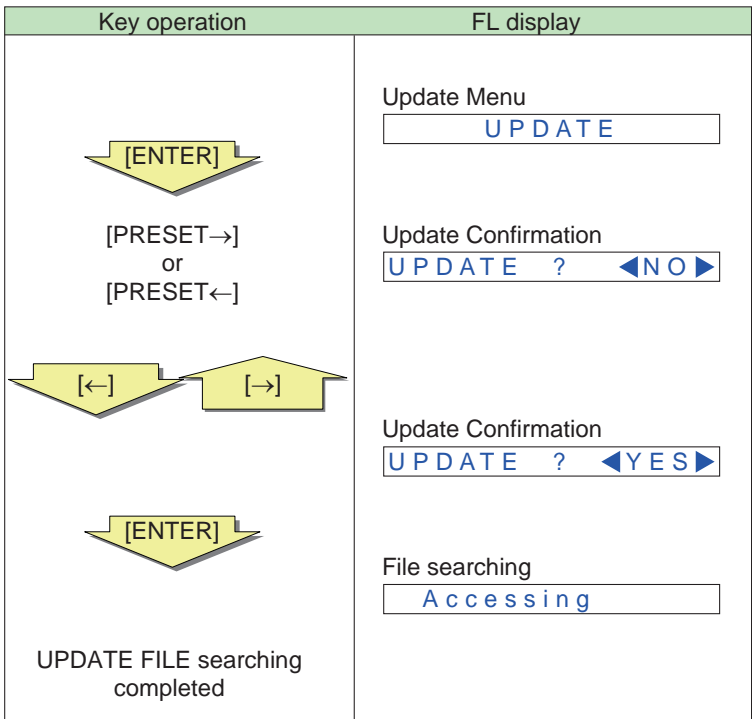 Key operation
FL display
Update Menu
UPDATE
[ENTER]
[PRESET→]
or
[PRESET←]
Update Confirmation
UPDATE ? ◀NO▶
[←]
[→]
Update Confirmation
UPDATE ? ◀YES▶
[ENTER]
File searching
Accessing
UPDATE FILE searching
completed